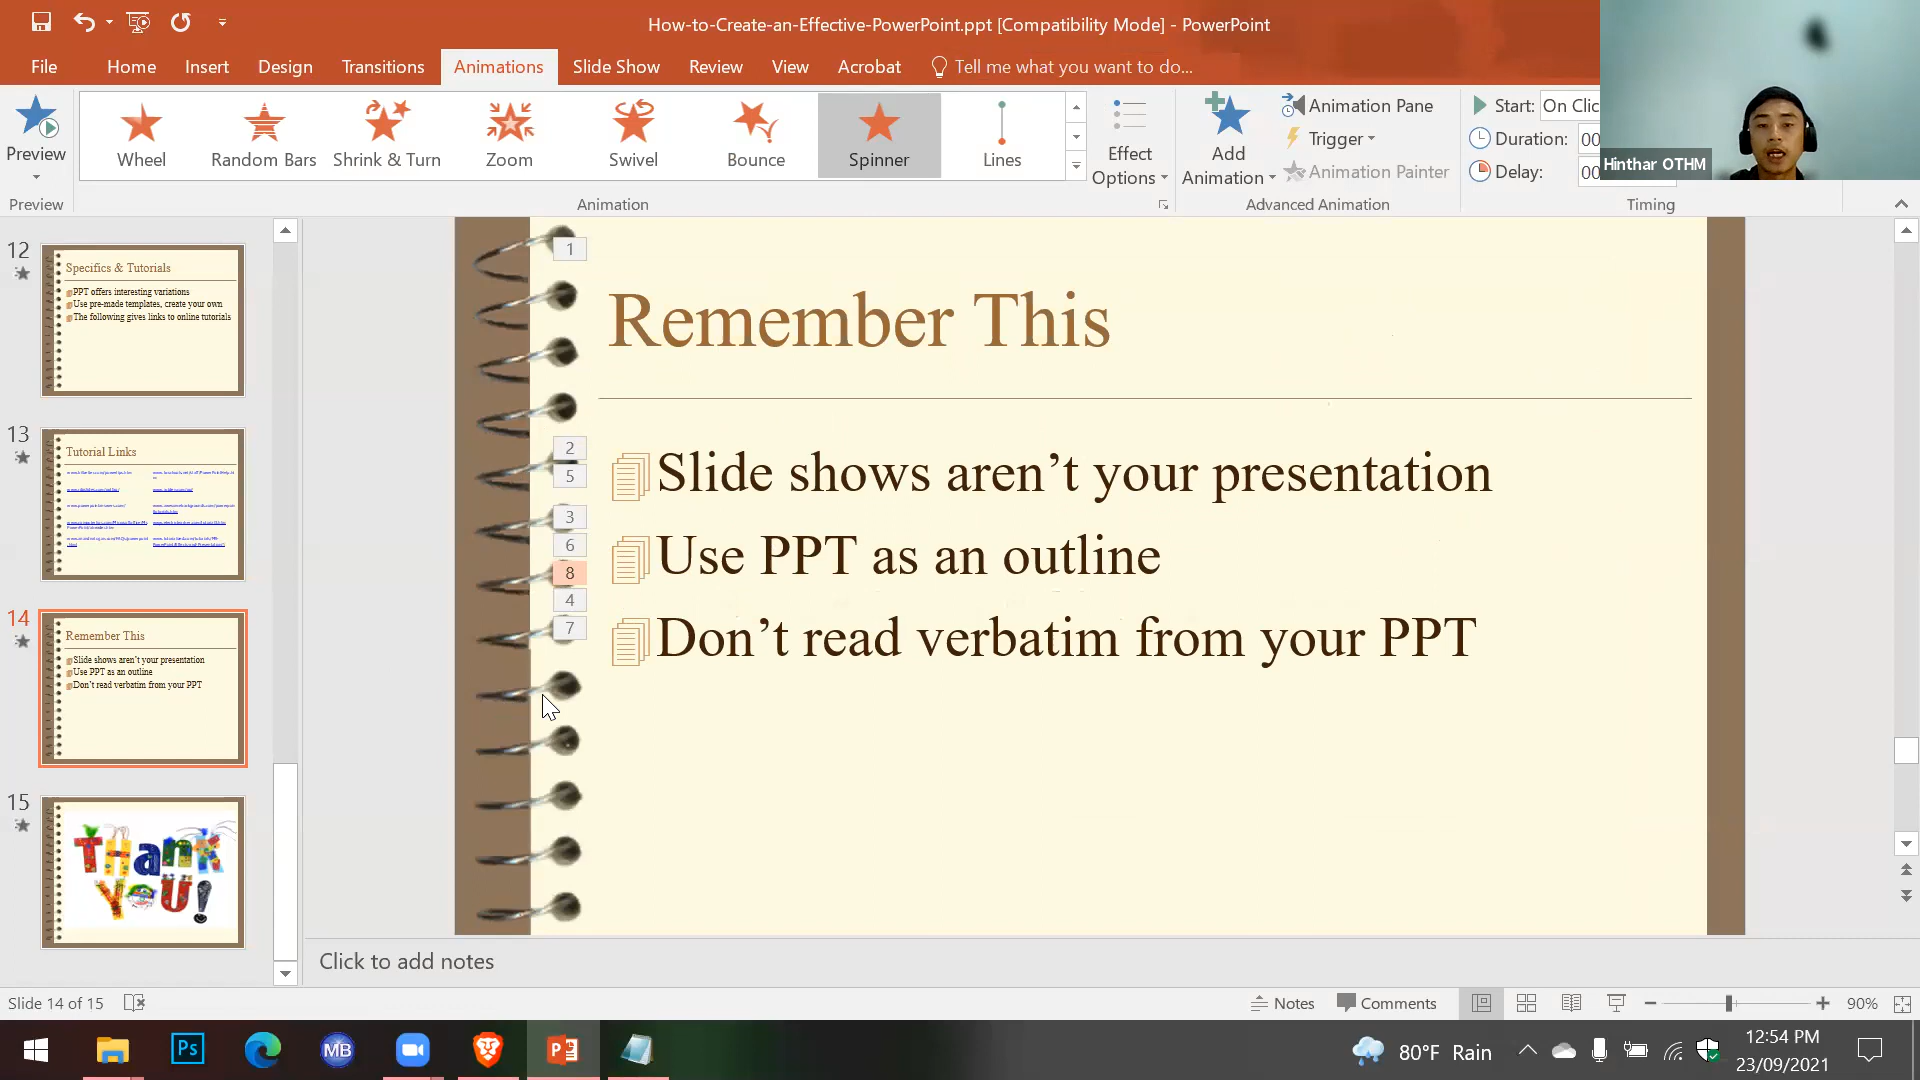 How-to-Create-an-Effective-PowerPoint.ppt [Compatibility Mode] - PowerPoint
File Home Insert Design Transitions Animations Slide Show Review View Acrobat Tell me what you want to do...
Preview
Wheel Random Bars Shrink & Turn Zoom Swivel Bounce Spinner Lines
Effect Options
Add Animation
Animation Pane
Trigger
Animation Painter
Start: On Clic
Duration: 00
Delay: 00
Hinthar OTHM
Preview Animation Advanced Animation Timing
12
Specifics & Tutorials
PPT offers interesting variations
Use pre-made templates, create your own
The following gives links to online tutorials
13
Tutorial Links
14
Remember This
Slide shows aren't your presentation
Use PPT as an outline
Don't read verbatim from your PPT
15
THank
YOU!
1
Remember This
2
5
Slide shows aren’t your presentation
3
6
Use PPT as an outline
8
4
7
Don’t read verbatim from your PPT
Click to add notes
Slide 14 of 15
Notes Comments 90%
Ps
MB
80°F Rain
12:54 PM
23/09/2021